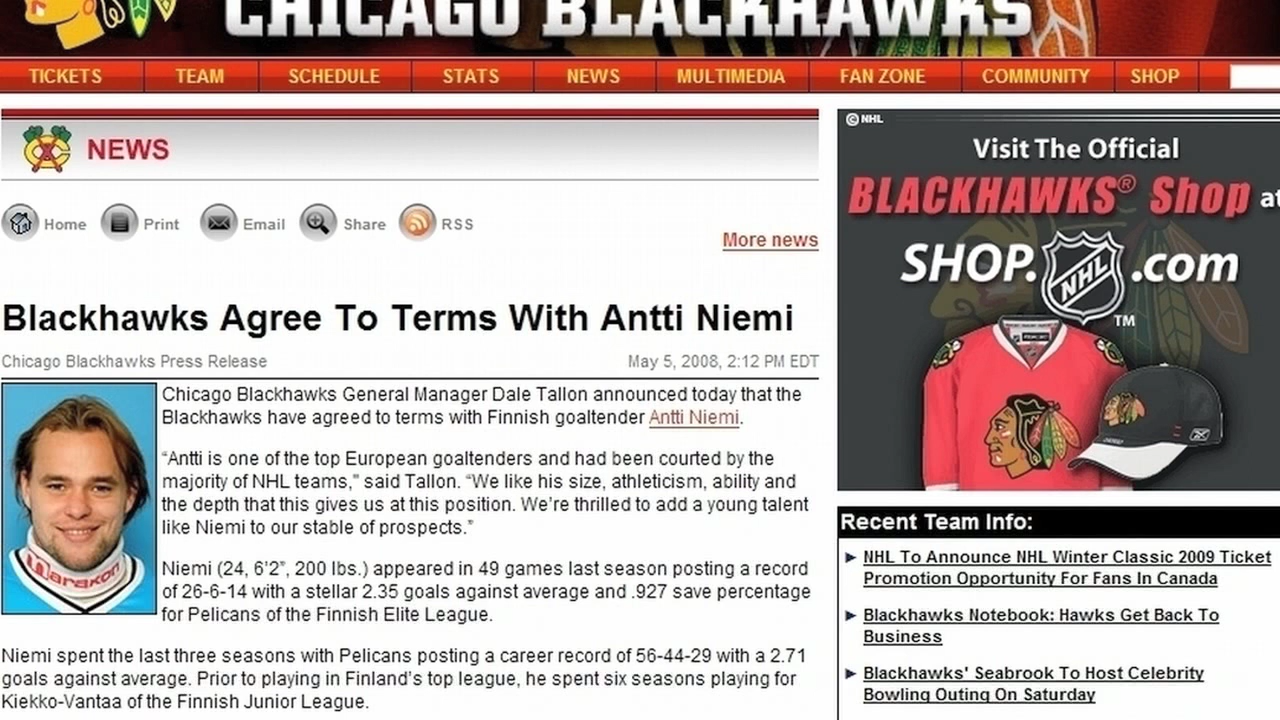 CHICAGO BLACKHAWKS
TICKETS TEAM SCHEDULE STATS NEWS MULTIMEDIA FAN ZONE COMMUNITY SHOP
NEWS
Home Print Email Share RSS
More news
Blackhawks Agree To Terms With Antti Niemi
Chicago Blackhawks Press Release May 5, 2008, 2:12 PM EDT
Chicago Blackhawks General Manager Dale Tallon announced today that the
Blackhawks have agreed to terms with Finnish goaltender Antti Niemi.
“Antti is one of the top European goaltenders and had been courted by the
majority of NHL teams,” said Tallon. “We like his size, athleticism, ability and
the depth that this gives us at this position. We’re thrilled to add a young talent
like Niemi to our stable of prospects.”
Niemi (24, 6’2”, 200 lbs.) appeared in 49 games last season posting a record
of 26-6-14 with a stellar 2.35 goals against average and .927 save percentage
for Pelicans of the Finnish Elite League.
Niemi spent the last three seasons with Pelicans posting a career record of 56-44-29 with a 2.71
goals against average. Prior to playing in Finland’s top league, he spent six seasons playing for
Kiekko-Vantaa of the Finnish Junior League.
© NHL
Visit The Official
BLACKHAWKS® Shop at
SHOP.NHL.com
TM
Recent Team Info:
NHL To Announce NHL Winter Classic 2009 Ticket
Promotion Opportunity For Fans In Canada
Blackhawks Notebook: Hawks Get Back To
Business
Blackhawks' Seabrook To Host Celebrity
Bowling Outing On Saturday